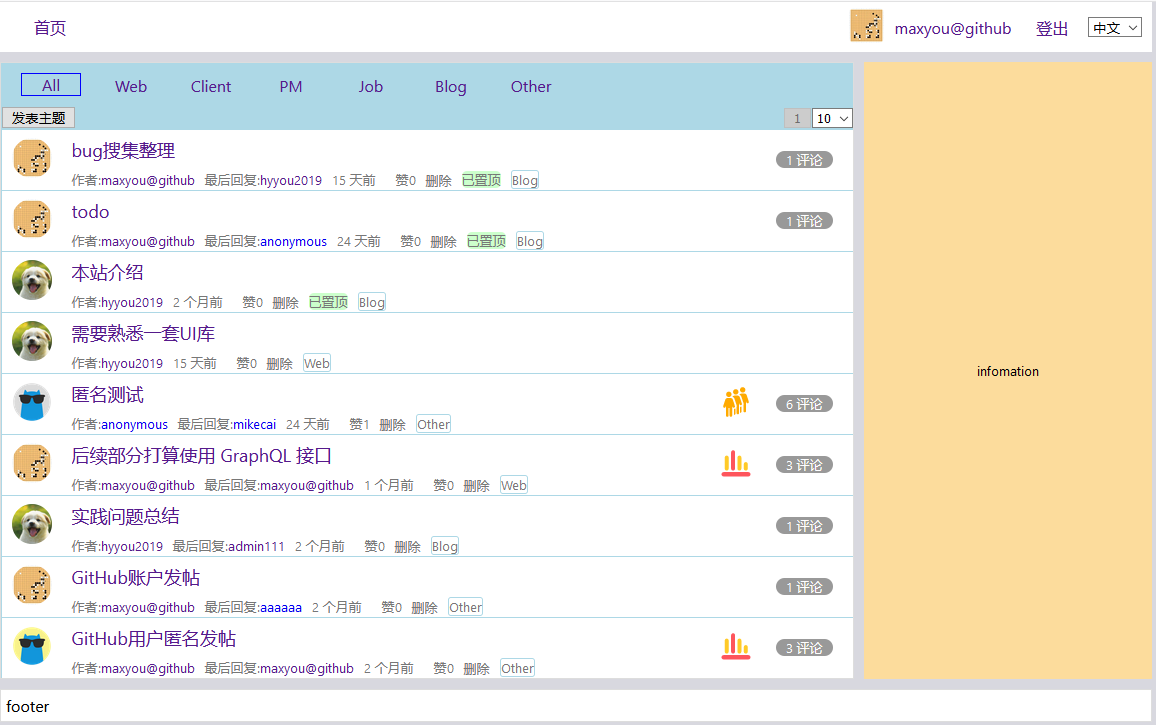 首页 maxyou@github 登出 中文
All Web Client PM Job Blog Other
发表主题 1 10
bug搜集整理 1 评论
作者:maxyou@github 最后回复:hyyou2019 15 天前 赞0 删除 已置顶 Blog
todo 1 评论
作者:maxyou@github 最后回复:anonymous 24 天前 赞0 删除 已置顶 Blog
本站介绍
作者:hyyou2019 2 个月前 赞0 删除 已置顶 Blog
需要熟悉一套UI库
作者:hyyou2019 15 天前 赞0 删除 Web
infomation
匿名测试 6 评论
作者:anonymous 最后回复:mikecai 24 天前 赞1 删除 Other
后续部分打算使用 GraphQL 接口 3 评论
作者:maxyou@github 最后回复:maxyou@github 1 个月前 赞0 删除 Web
实践问题总结 1 评论
作者:hyyou2019 最后回复:admin111 2 个月前 赞0 删除 Blog
GitHub账户发帖 1 评论
作者:maxyou@github 最后回复:aaaaaa 2 个月前 赞0 删除 Other
GitHub用户匿名发帖 3 评论
作者:maxyou@github 最后回复:maxyou@github 2 个月前 赞0 删除 Other
footer